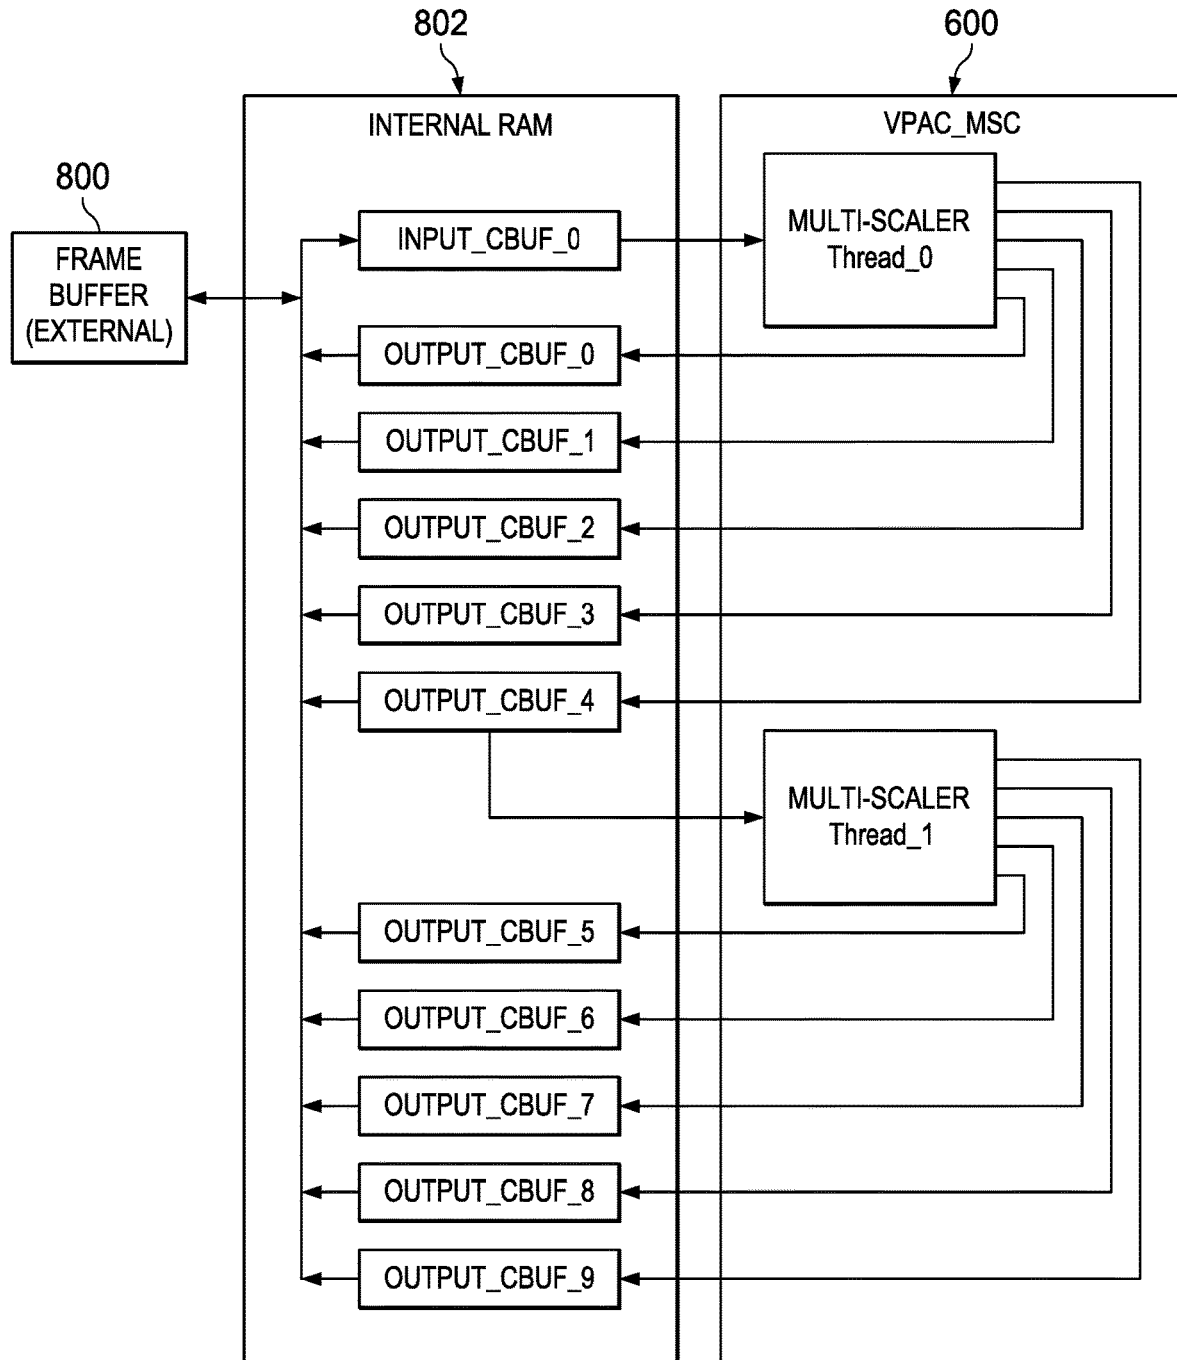 802
600
INTERNAL RAM
VPAC_MSC
800
FRAME
BUFFER
(EXTERNAL)
INPUT_CBUF_0
MULTI-SCALER
Thread_0
OUTPUT_CBUF_0
OUTPUT_CBUF_1
OUTPUT_CBUF_2
OUTPUT_CBUF_3
OUTPUT_CBUF_4
MULTI-SCALER
Thread_1
OUTPUT_CBUF_5
OUTPUT_CBUF_6
OUTPUT_CBUF_7
OUTPUT_CBUF_8
OUTPUT_CBUF_9